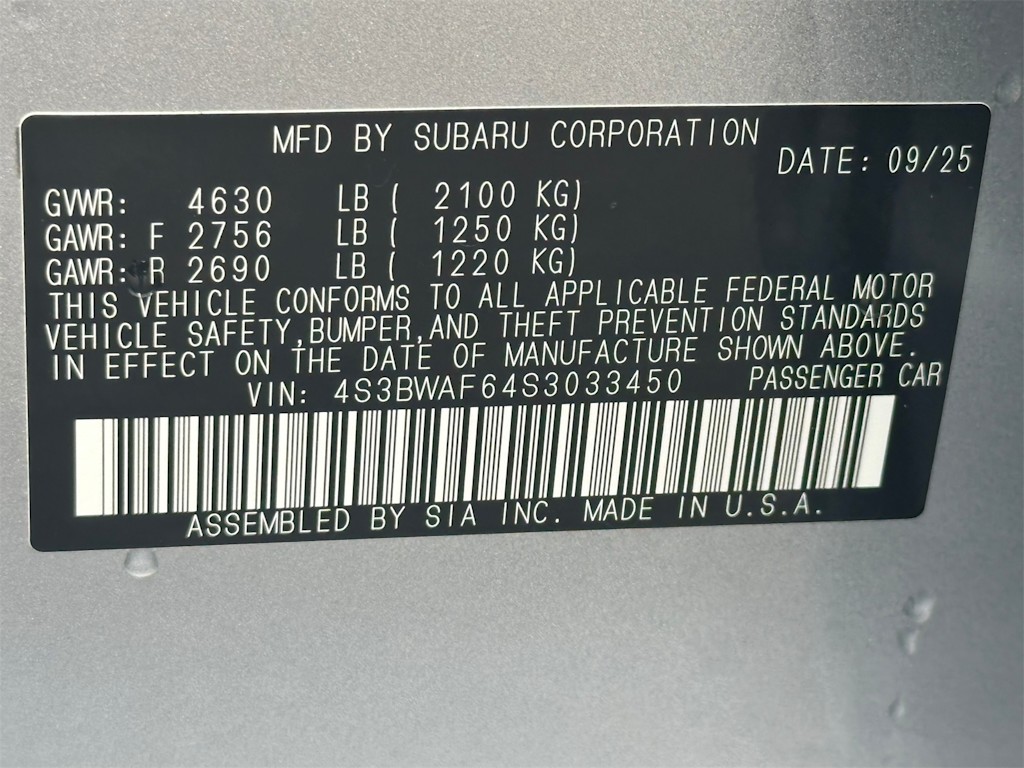 MFD BY SUBARU CORPORATION
DATE: 09/25
GVWR: 4630 LB ( 2100 KG)
GAWR: F 2756 LB ( 1250 KG)
GAWR: R 2690 LB ( 1220 KG)
THIS VEHICLE CONFORMS TO ALL APPLICABLE FEDERAL MOTOR
VEHICLE SAFETY,BUMPER,AND THEFT PREVENTION STANDARDS
IN EFFECT ON THE DATE OF MANUFACTURE SHOWN ABOVE.
VIN: 4S3BWAF64S3033450 PASSENGER CAR
ASSEMBLED BY SIA INC. MADE IN U.S.A.